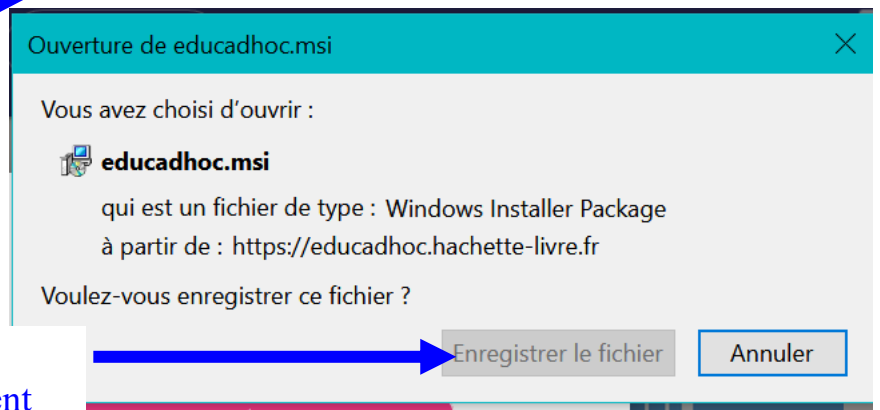 Ouverture de educadhoc.msi
Vous avez choisi d'ouvrir :
educadhoc.msi
qui est un fichier de type : Windows Installer Package
à partir de : https://educadhoc.hachette-livre.fr
Voulez-vous enregistrer ce fichier ?
Enregistrer le fichier Annuler